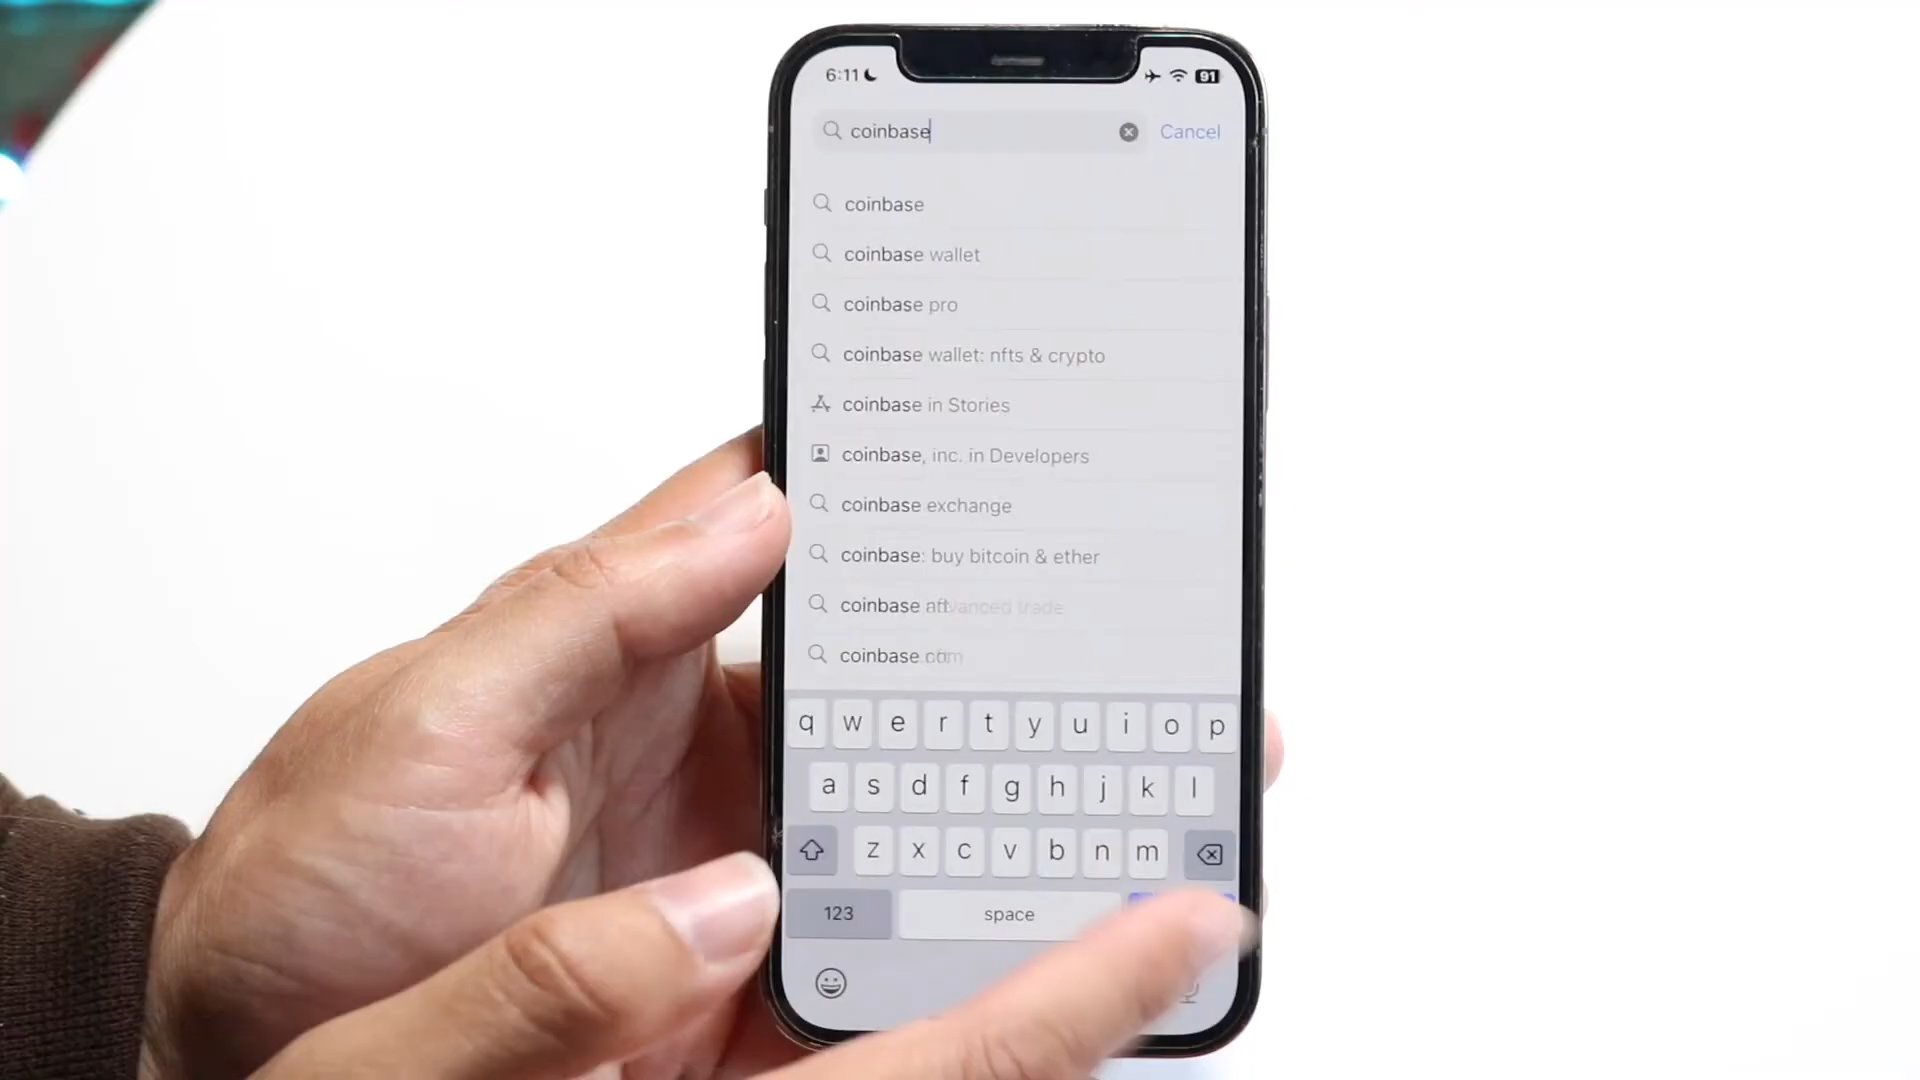 6:11
91
coinbase
Cancel
coinbase
coinbase wallet
coinbase pro
coinbase wallet: nfts & crypto
coinbase in Stories
coinbase, inc. in Developers
coinbase exchange
coinbase: buy bitcoin & ether
coinbase
coinbase
q w e r t y u i o p
a s d f g h j k l
z x c v b n m
123 space